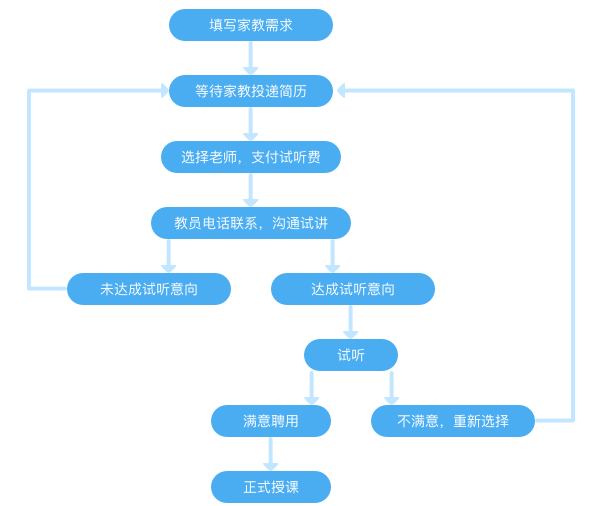 填写家教需求
等待家教投递简历
选择老师，支付试听费
教员电话联系，沟通试讲
未达成试听意向
达成试听意向
试听
满意聘用
不满意，重新选择
正式授课